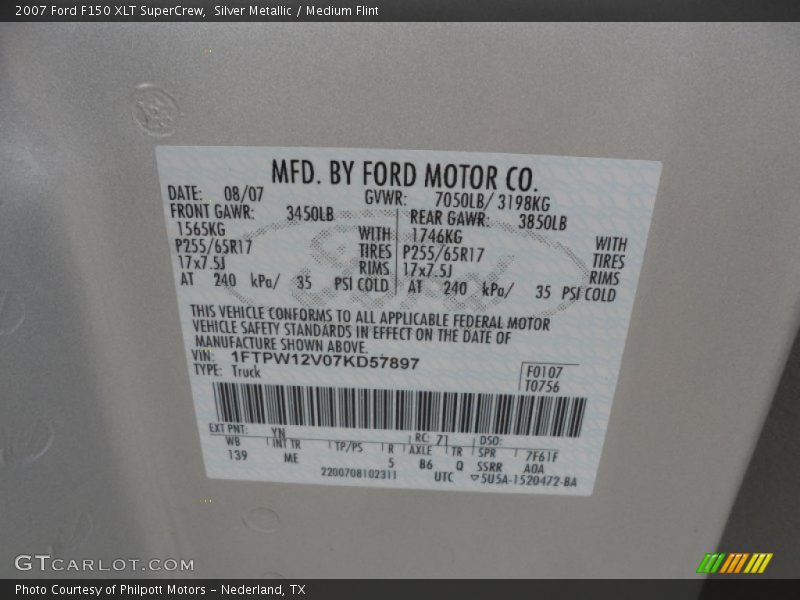 2007 Ford F150 XLT SuperCrew,  Silver Metallic / Medium Flint
MFD. BY FORD MOTOR CO.
DATE: 08/07 GVWR: 7050LB/ 3198KG
FRONT GAWR: 3450LB REAR GAWR: 3850LB
1565KG WITH 1746KG WITH
P255/65R17 TIRES P255/65R17 TIRES
17x7.5J RIMS 17x7.5J RIMS
AT 240 kPa/ 35 PSI COLD AT 240 kPa/ 35 PSI COLD
THIS VEHICLE CONFORMS TO ALL APPLICABLE FEDERAL MOTOR
VEHICLE SAFETY STANDARDS IN EFFECT ON THE DATE OF
MANUFACTURE SHOWN ABOVE.
VIN: 1FTPW12V07KD57897
TYPE: Truck
F0107
T0756
EXT PNT: YN RC: 71 DSO:
WB INT TR TP/PS R AXLE TR SPR 7F61F
139 ME 5 B6 Q SSRR A0A
2200708102311 UTC ▽5U5A-1520472-BA
Ford
GTCARLOT.COM
Photo Courtesy of Philpott Motors - Nederland, TX